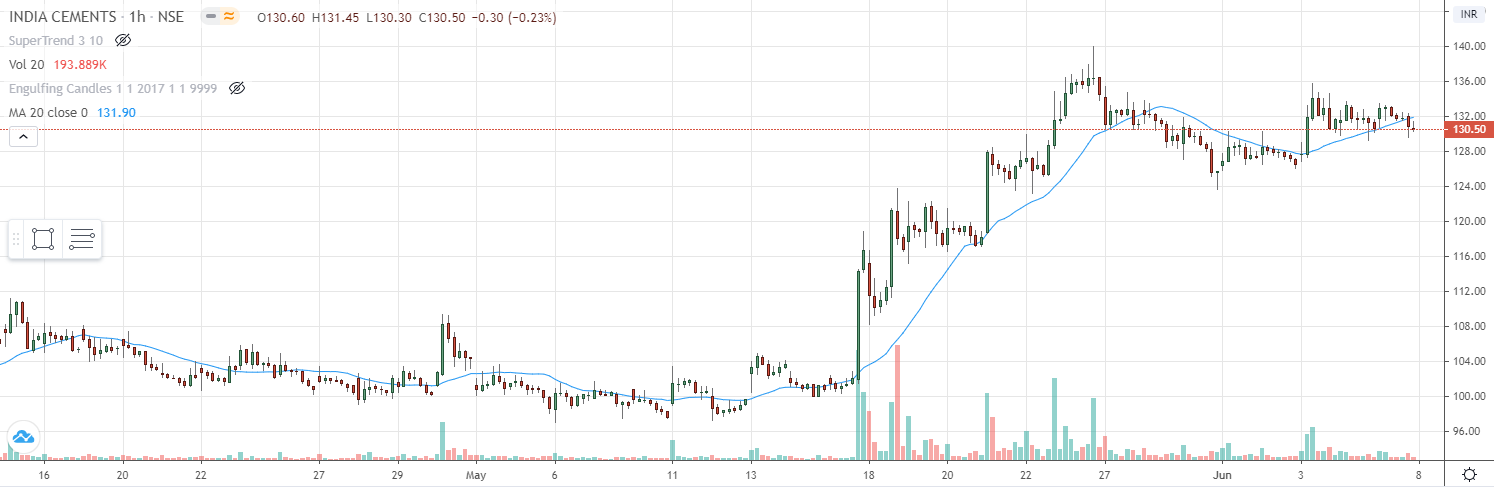 INDIA CEMENTS · 1h · NSE O130.60 H131.45 L130.30 C130.50 −0.30 (−0.23%)
INR
SuperTrend 3 10
Vol 20 193.889K
Engulfing Candles 1 1 2017 1 1 9999
MA 20 close 0 131.90
140.00
136.00
132.00
130.50
128.00
124.00
120.00
116.00
112.00
108.00
104.00
100.00
96.00
16 20 22 27 29 May 6 11 13 18 20 22 27 Jun 3 8